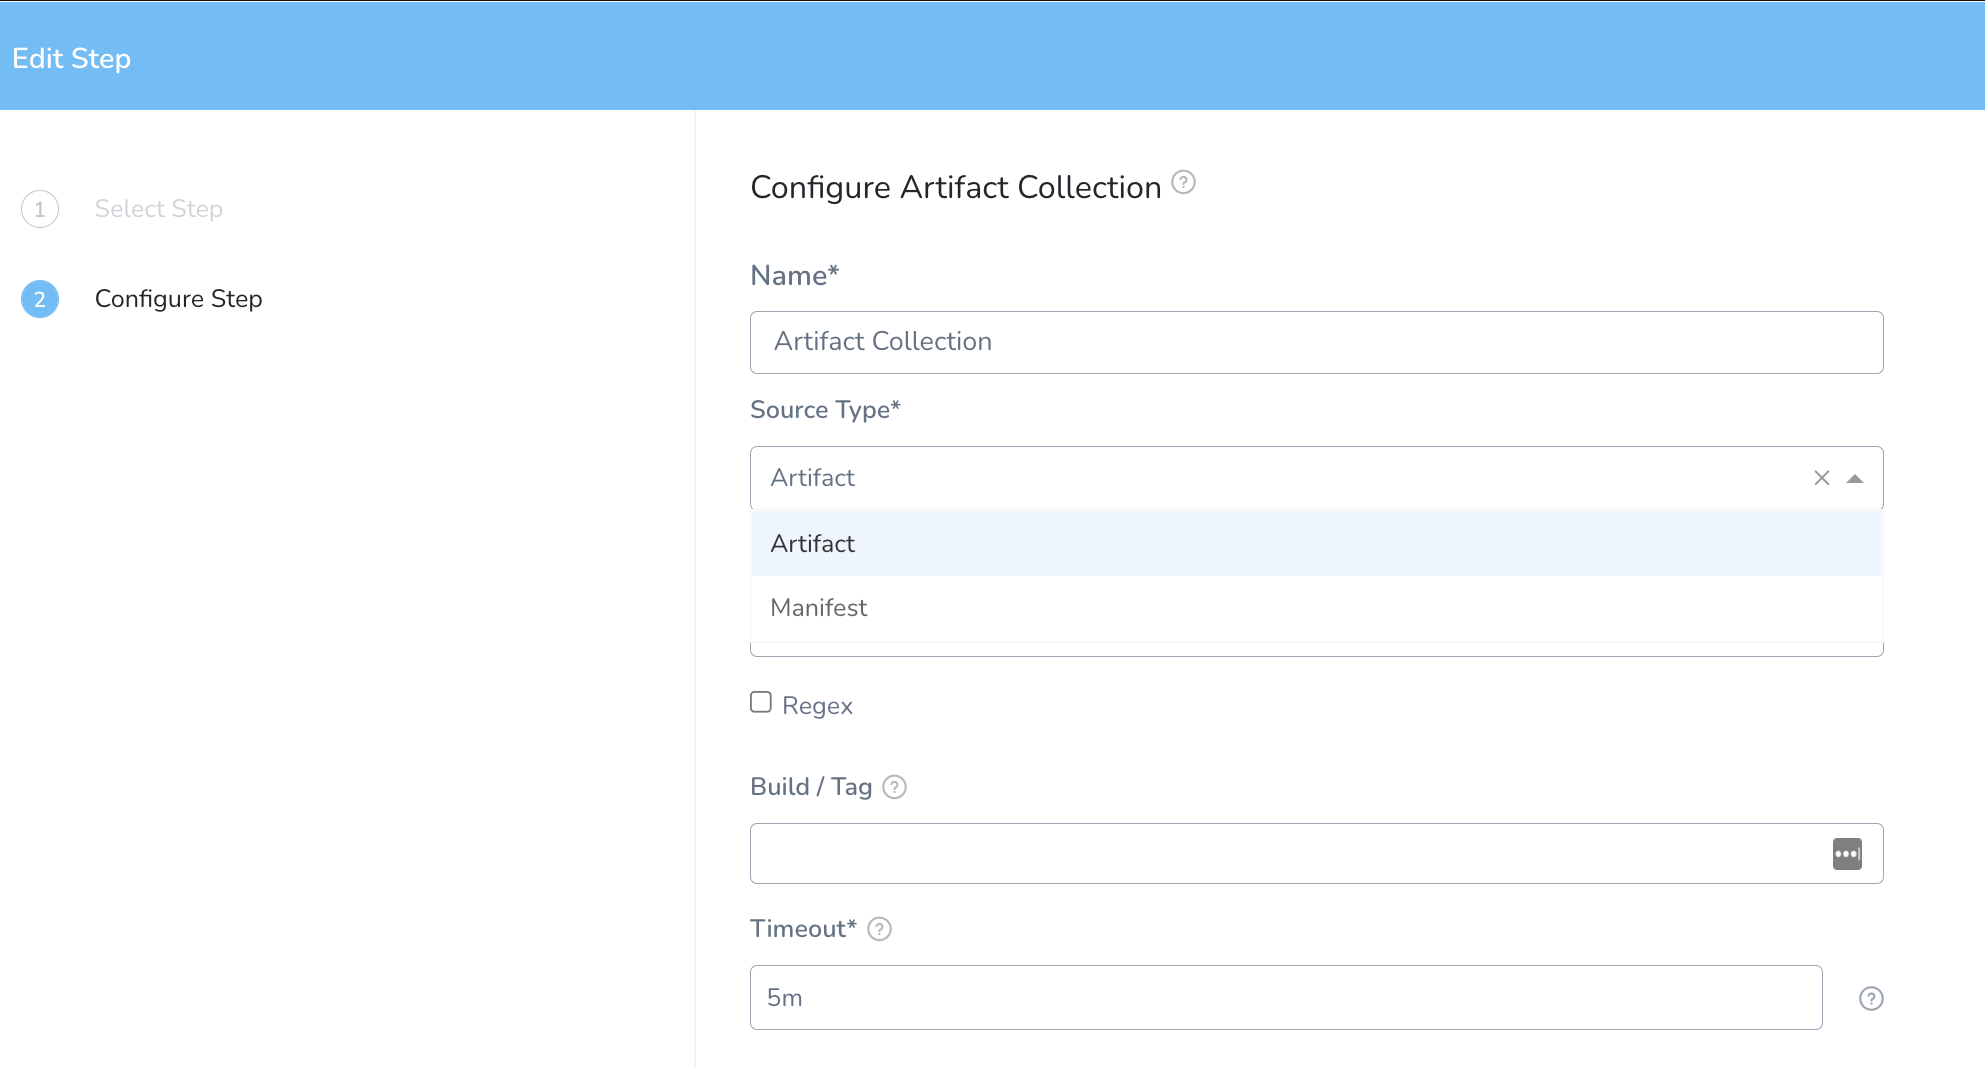 Edit Step
1 Select Step
2 Configure Step
Configure Artifact Collection ?
Name*
Artifact Collection
Source Type*
Artifact
Artifact
Manifest
Regex
Build / Tag ?
Timeout* ?
5m ?